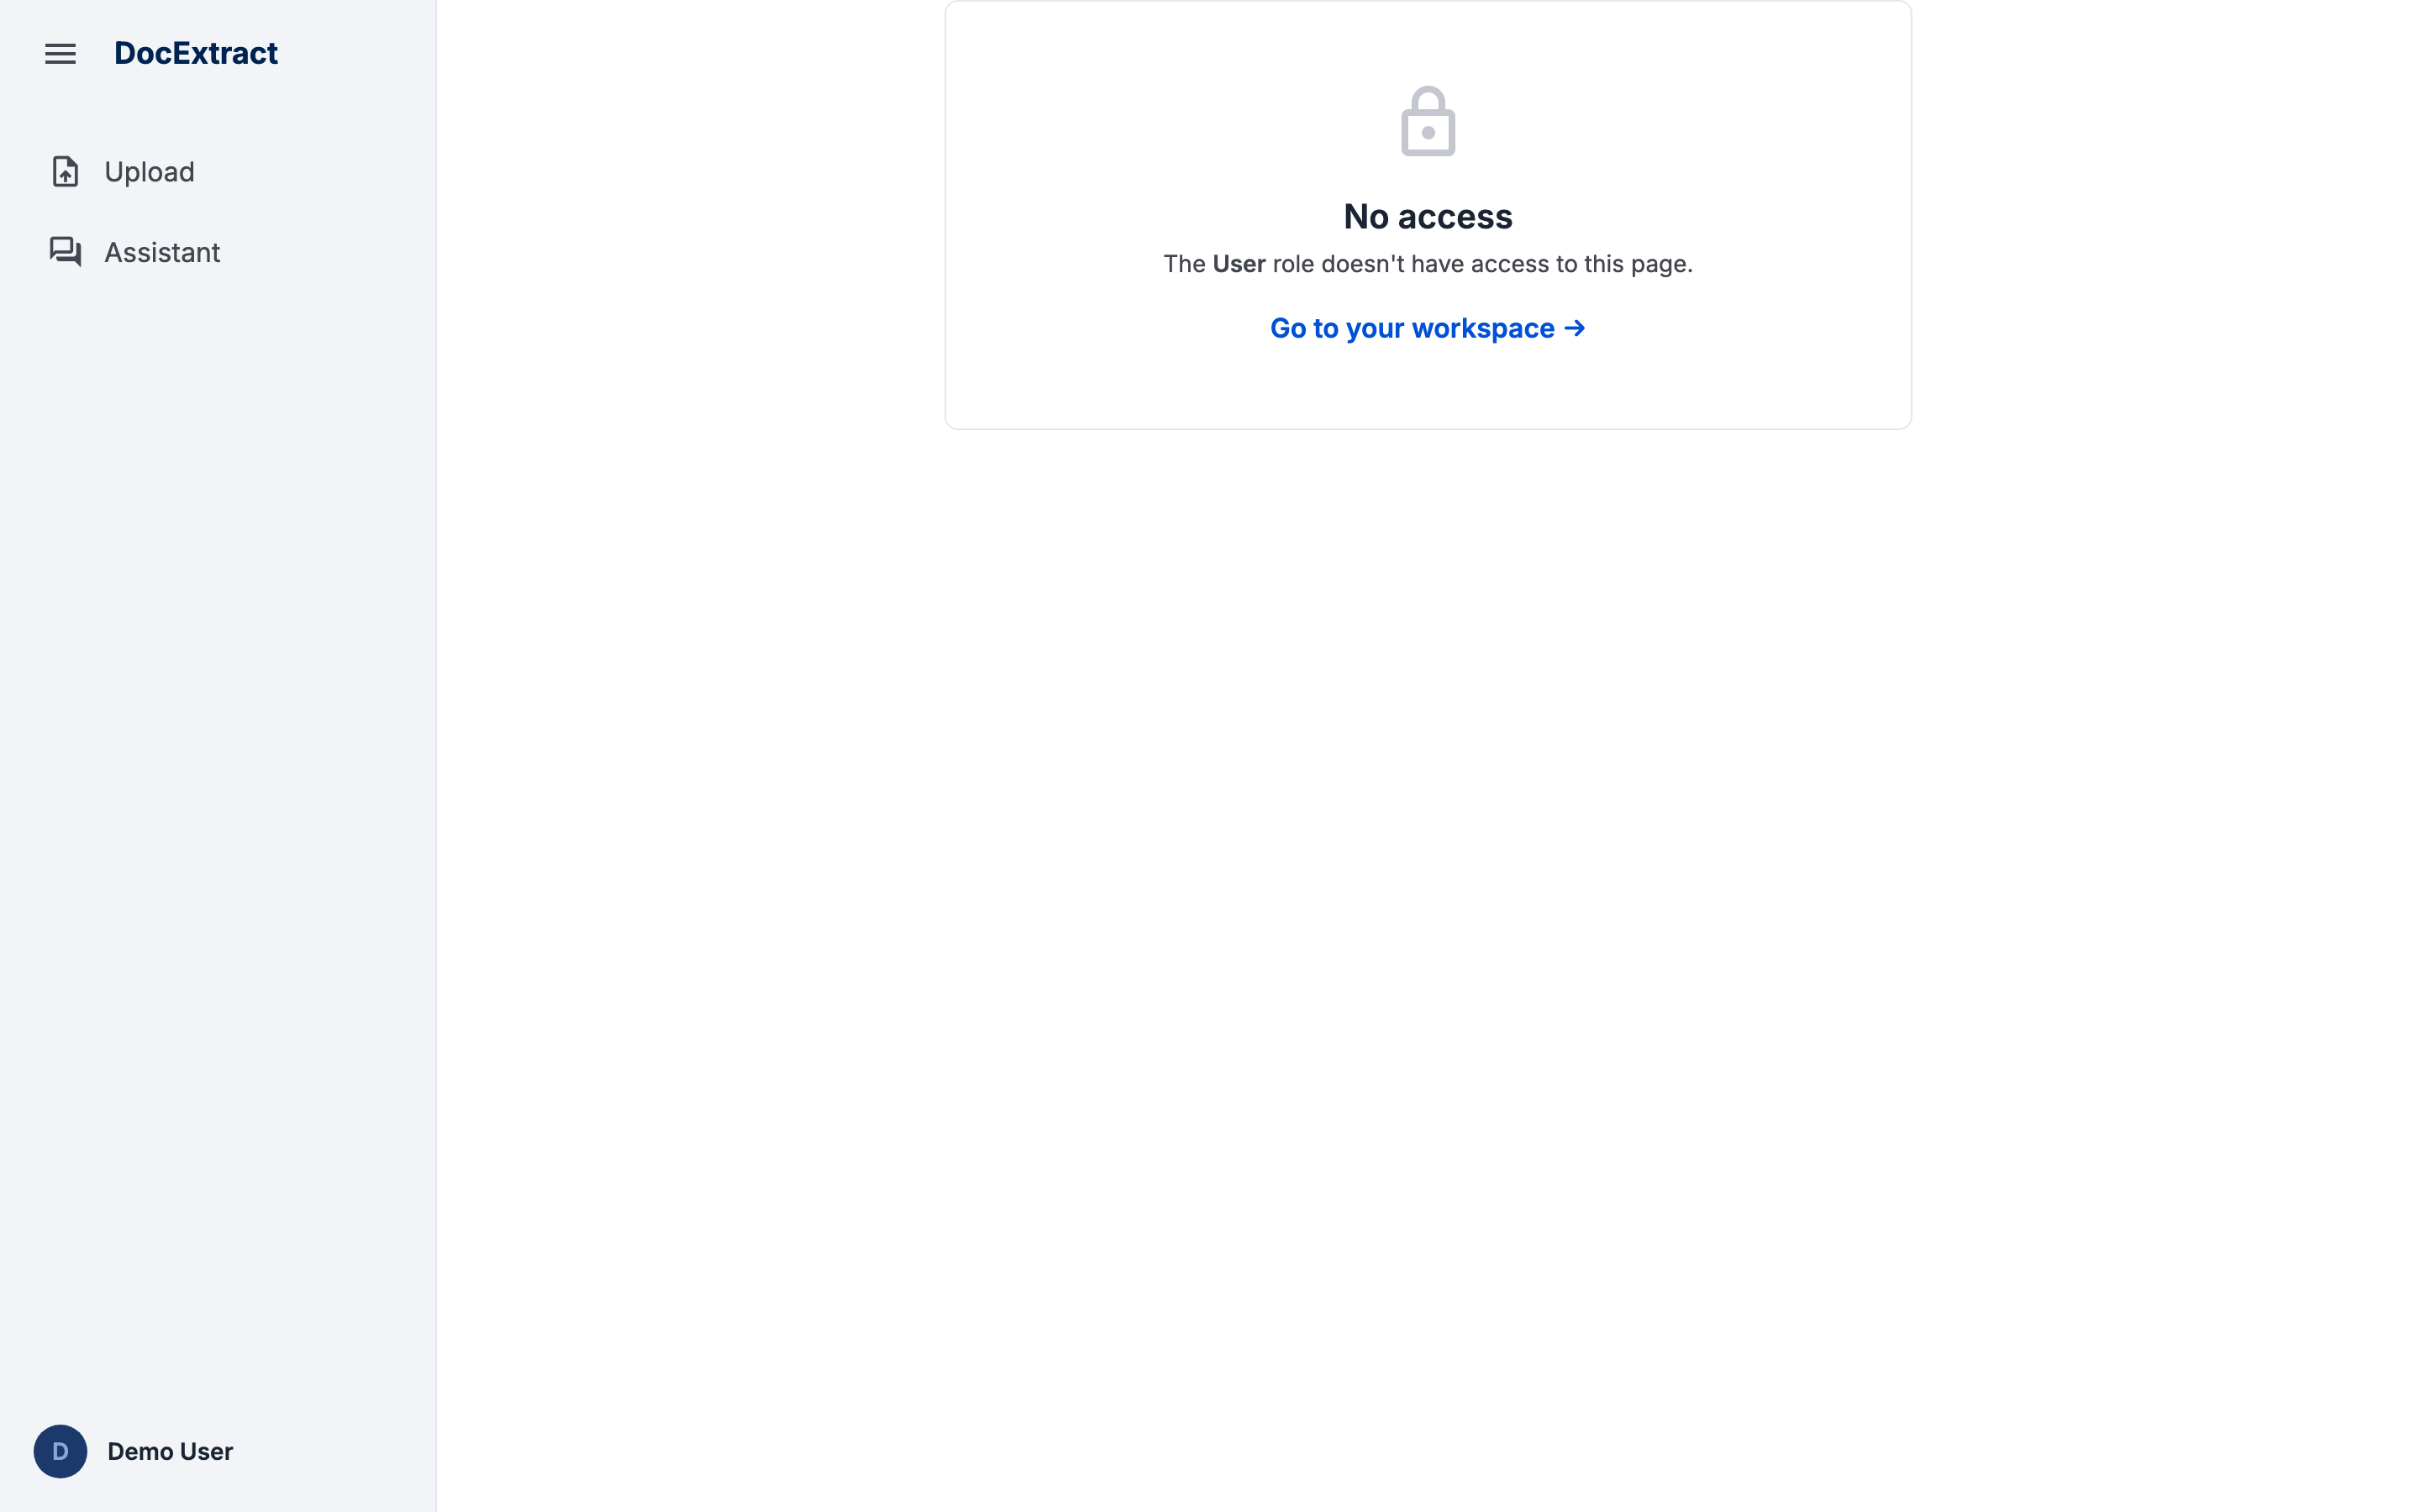 DocExtract
Upload
Assistant
No access
The User role doesn't have access to this page.
Go to your workspace →
D
Demo User